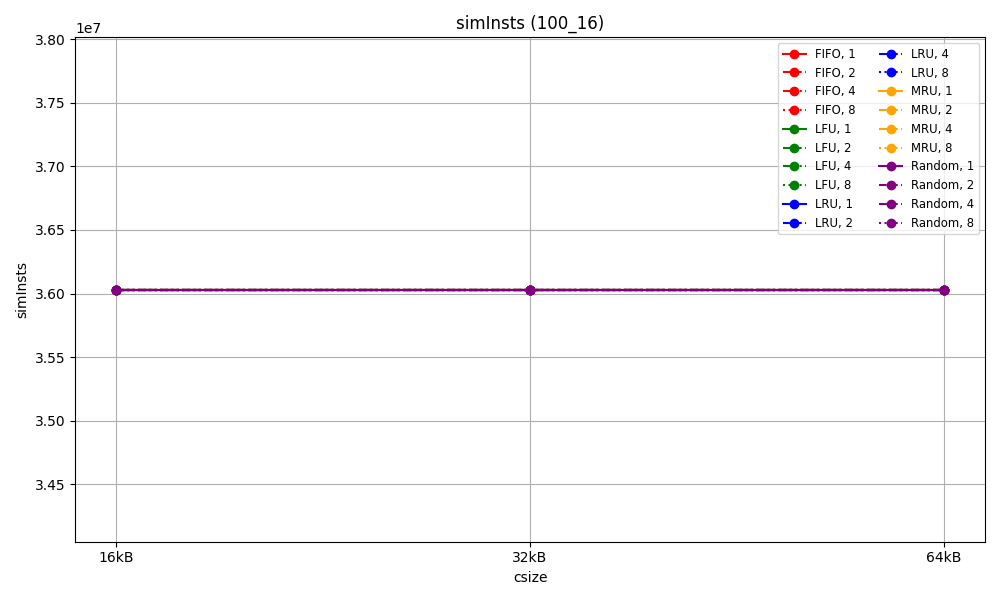 simInsts (100_16)
1e7
3.80
3.75
3.70
3.65
3.60
3.55
3.50
3.45
simInsts
FIFO, 1
FIFO, 2
FIFO, 4
FIFO, 8
LFU, 1
LFU, 2
LFU, 4
LFU, 8
LRU, 1
LRU, 2
LRU, 4
LRU, 8
MRU, 1
MRU, 2
MRU, 4
MRU, 8
Random, 1
Random, 2
Random, 4
Random, 8
16kB
32kB
64kB
csize